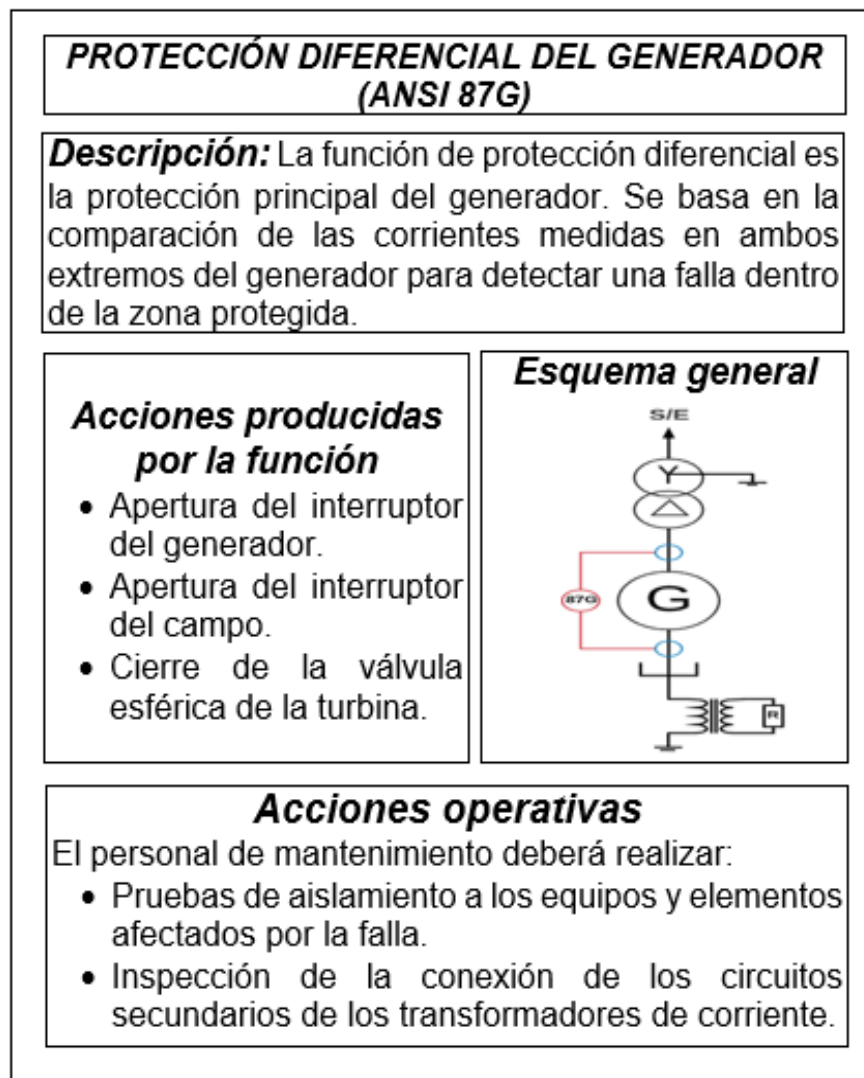 PROTECCIÓN DIFERENCIAL DEL GENERADOR
(ANSI 87G)
Descripción: La función de protección diferencial es
la protección principal del generador. Se basa en la
comparación de las corrientes medidas en ambos
extremos del generador para detectar una falla dentro
de la zona protegida.
Acciones producidas
por la función
• Apertura del interruptor
del generador.
• Apertura del interruptor
del campo.
• Cierre de la válvula
esférica de la turbina.
Esquema general
S/E
Y
△
87G
G
R
Acciones operativas
El personal de mantenimiento deberá realizar:
• Pruebas de aislamiento a los equipos y elementos
afectados por la falla.
• Inspección de la conexión de los circuitos
secundarios de los transformadores de corriente.